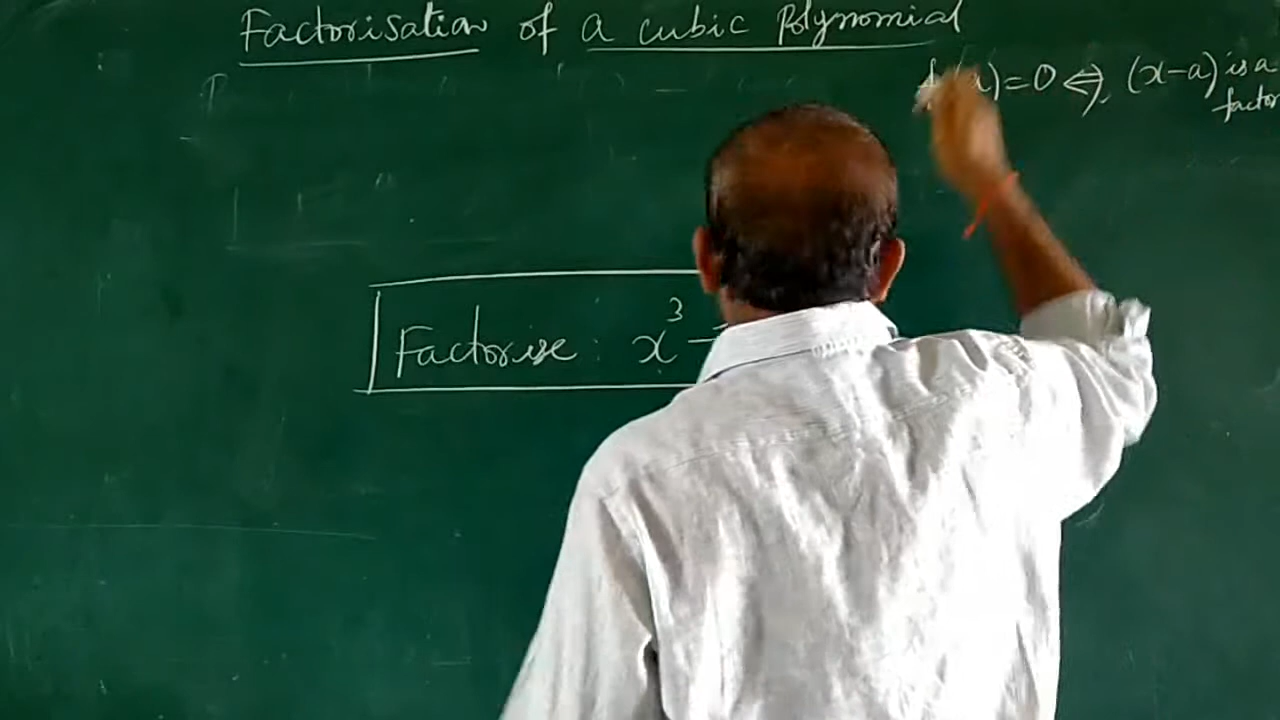 Factorisation of a cubic Polynomial
(a) = 0 ⇔ (x-a) is a
factor
Factorise : x³ -